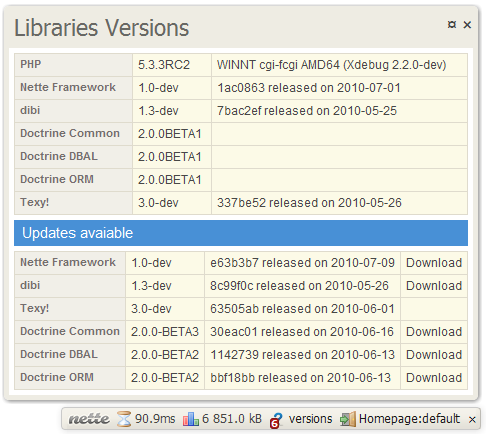 Libraries Versions ¤ ×
PHP 5.3.3RC2 WINNT cgi-fcgi AMD64 (Xdebug 2.2.0-dev)
Nette Framework 1.0-dev 1ac0863 released on 2010-07-01
dibi 1.3-dev 7bac2ef released on 2010-05-25
Doctrine Common 2.0.0BETA1
Doctrine DBAL 2.0.0BETA1
Doctrine ORM 2.0.0BETA1
Texy! 3.0-dev 337be52 released on 2010-05-26
Updates avaiable
Nette Framework 1.0-dev e63b3b7 released on 2010-07-09 Download
dibi 1.3-dev 8c99f0c released on 2010-05-26 Download
Texy! 3.0-dev 63505ab released on 2010-06-01
Doctrine Common 2.0.0-BETA3 30eac01 released on 2010-06-16 Download
Doctrine DBAL 2.0.0-BETA2 1142739 released on 2010-06-13 Download
Doctrine ORM 2.0.0-BETA2 bbf18bb released on 2010-06-13 Download
nette 90.9ms 6 851.0 kB 6 versions Homepage:default ×